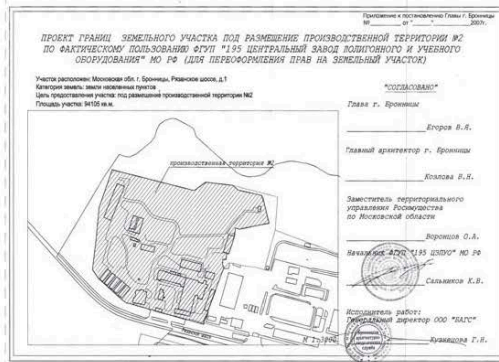 Приложение к постановлению Главы г. Бронницы
№ от " " 2007г.
ПРОЕКТ ГРАНИЦ ЗЕМЕЛЬНОГО УЧАСТКА ПОД РАЗМЕЩЕНИЕ ПРОИЗВОДСТВЕННОЙ ТЕРРИТОРИИ №2
ПО ФАКТИЧЕСКОМУ ПОЛЬЗОВАНИЮ ФГУП "195 ЦЕНТРАЛЬНЫЙ ЗАВОД ПОЛИГОННОГО И УЧЕБНОГО
ОБОРУДОВАНИЯ" МО РФ (ДЛЯ ПЕРЕОФОРМЛЕНИЯ ПРАВ НА ЗЕМЕЛЬНЫЙ УЧАСТОК)
Участок расположен: Московская обл. г. Бронницы, Рязанское шоссе, д.1
Категория земель: земли населенных пунктов
Цель предоставления участка: под размещение производственной территории №2
Площадь участка: 94105 кв.м.
"СОГЛАСОВАНО"
Глава г. Бронницы
Егоров В.Я.
Главный архитектор г. Бронницы
Козлова В.Н.
Заместитель территориального
управления Росимущества
по Московской области
Воронцов О.А.
Начальник ФГУП "195 ЦЗПУО" МО РФ
Сальников К.В.
Исполнитель работ:
Генеральный директор ООО "БАГС"
Кузнецова Г.Н.
производственная территория №2